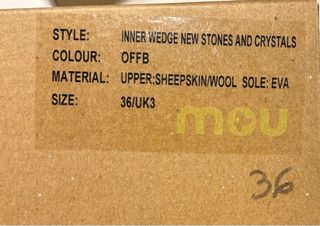 STYLE: INNER WEDGE NEW STONES AND CRYSTALS
COLOUR: OFFB
MATERIAL: UPPER:SHEEPSKIN/WOOL SOLE: EVA
SIZE: 36/UK3
mou
36